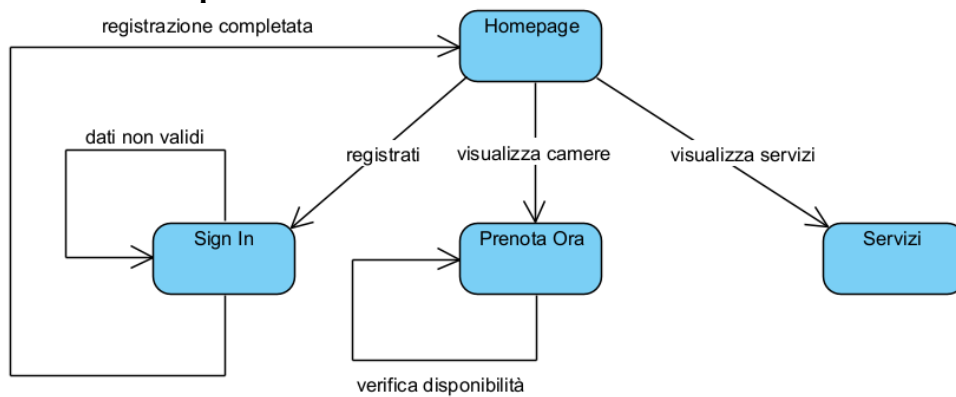 registrazione completata
Homepage
dati non validi
registrati
visualizza camere
visualizza servizi
Sign In
Prenota Ora
Servizi
verifica disponibilità